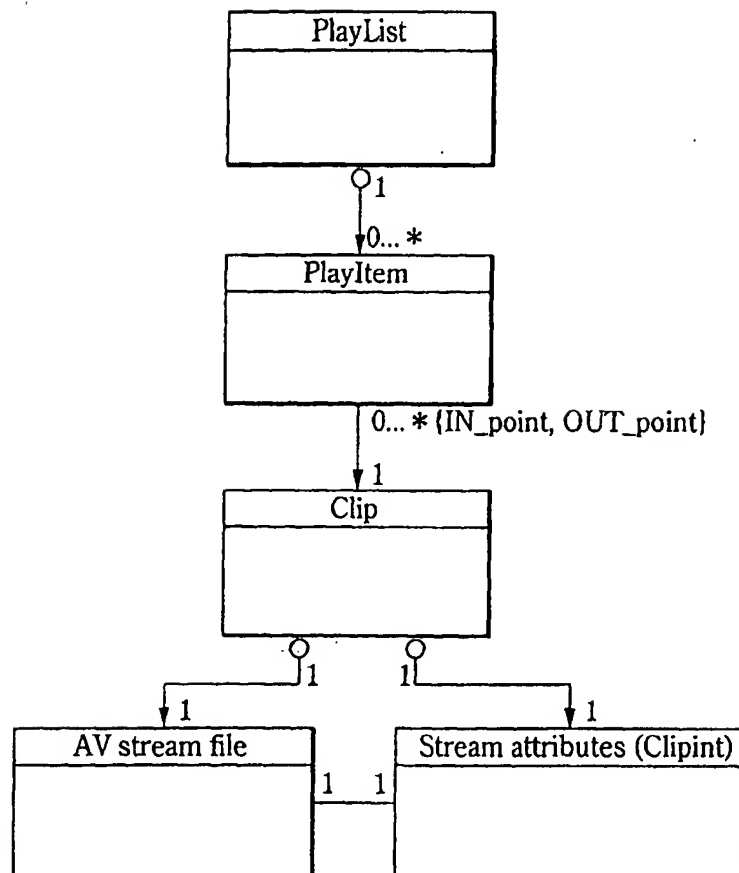 PlayList
1
0... *
PlayItem
0... * {IN_point, OUT_point}
1
Clip
1 1
1 1
AV stream file Stream attributes (Clipint)
1 1